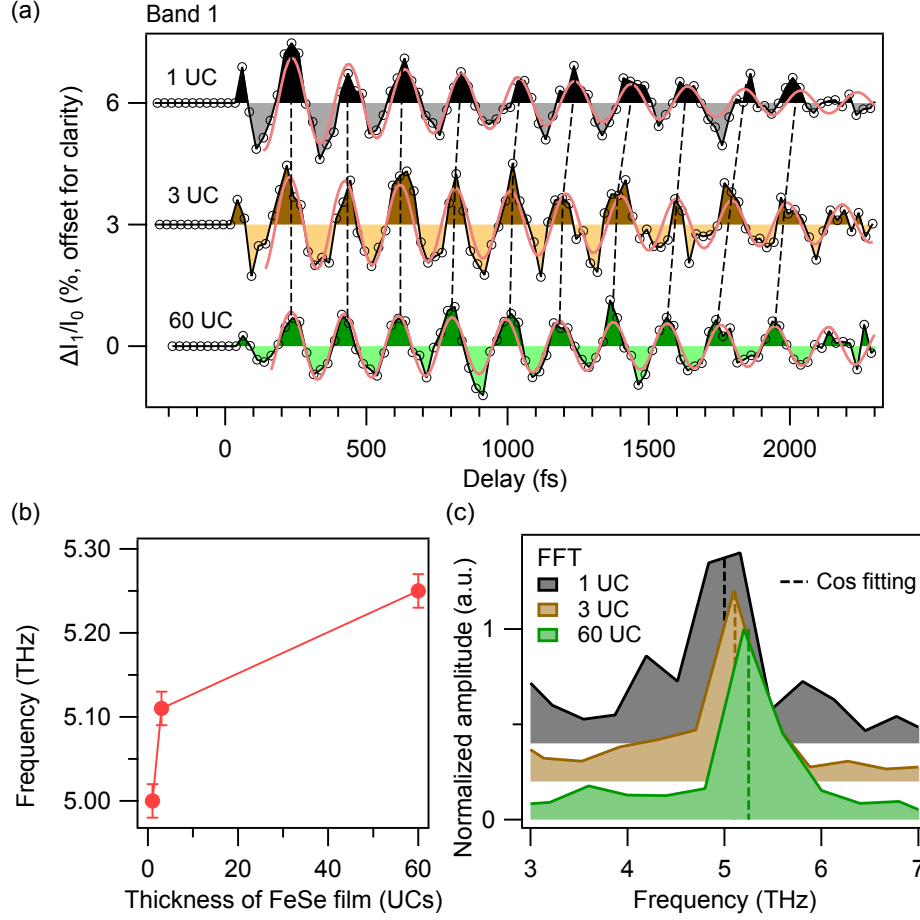 (a)
Band 1
1 UC
3 UC
60 UC
6
3
0
ΔI₁/I₀ (%, offset for clarity)
0
500
1000
1500
2000
Delay (fs)
(b)
5.30
5.20
5.10
5.00
Frequency (THz)
0
20
40
60
Thickness of FeSe film (UCs)
(c)
FFT
1 UC
3 UC
60 UC
Cos fitting
1
0
Normalized amplitude (a.u.)
3
4
5
6
7
Frequency (THz)